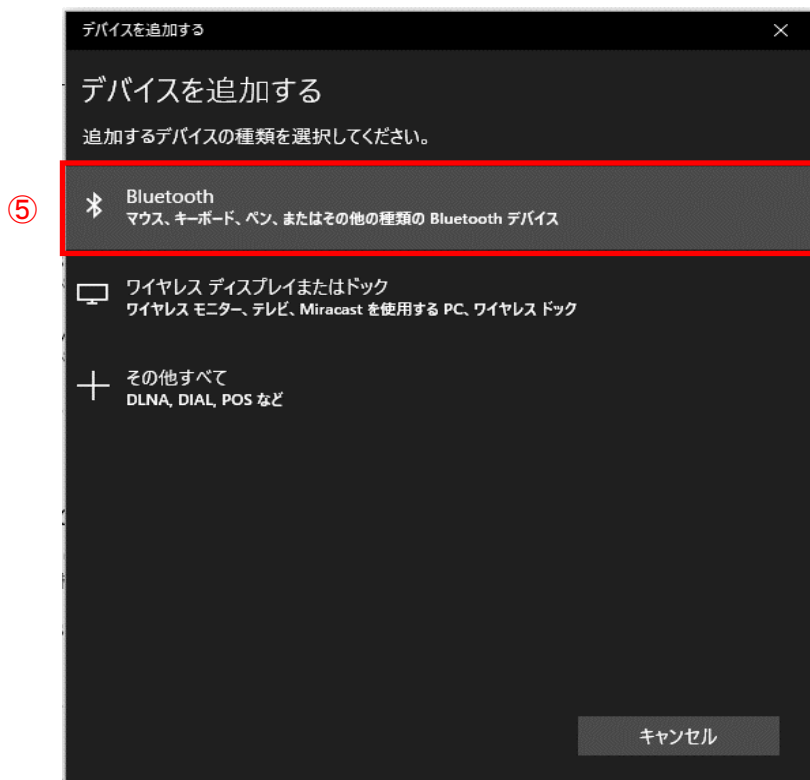 デバイスを追加する
デバイスを追加する
追加するデバイスの種類を選択してください。
⑤
Bluetooth
マウス、キーボード、ペン、またはその他の種類の Bluetooth デバイス
ワイヤレス ディスプレイまたはドック
ワイヤレス モニター、テレビ、Miracast を使用する PC、ワイヤレス ドック
その他すべて
DLNA, DIAL, POS など
キャンセル